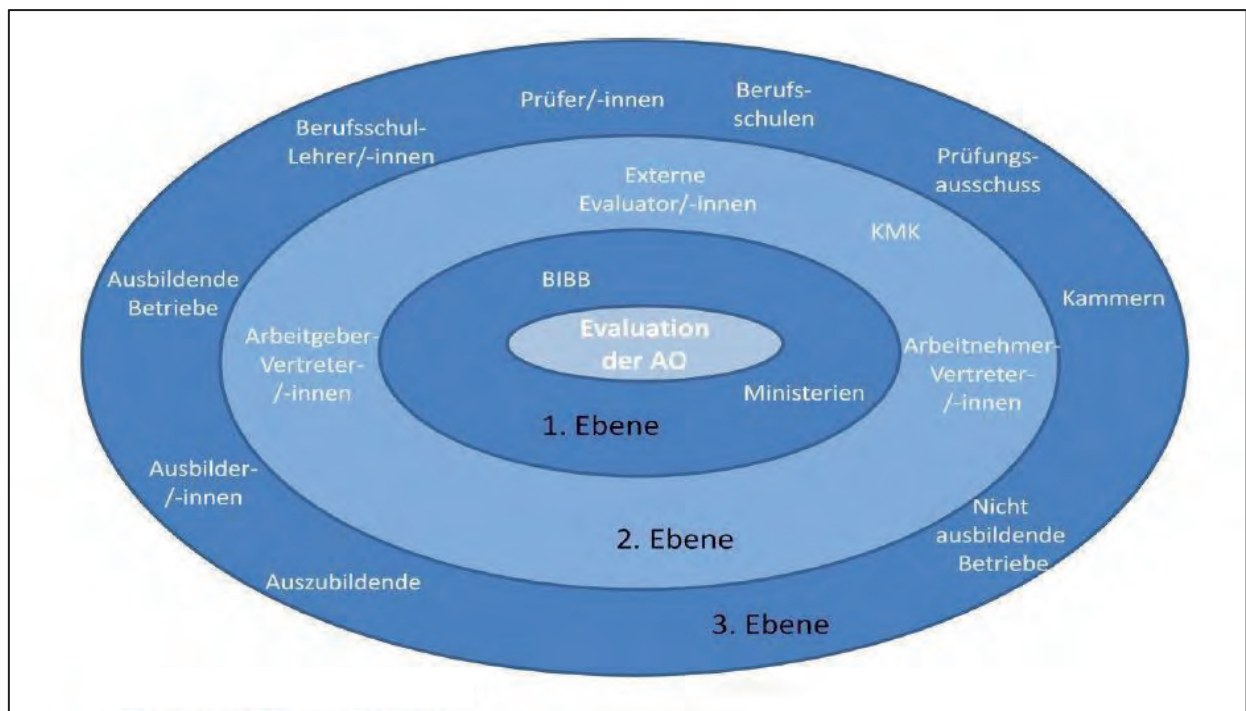 Prüfer/-innen
Berufs-
schulen
Berufsschul-
Lehrer/-innen
Prüfungs-
ausschuss
Externe
Evaluator/-innen
KMK
Ausbildende
Betriebe
BIBB
Kammern
Evaluation
der AO
Arbeitgeber-
Vertreter-
/-innen
Arbeitnehmer-
Vertreter-
/-innen
Ministerien
1. Ebene
Ausbilder-
/-innen
Nicht
ausbildende
Betriebe
2. Ebene
Auszubildende
3. Ebene